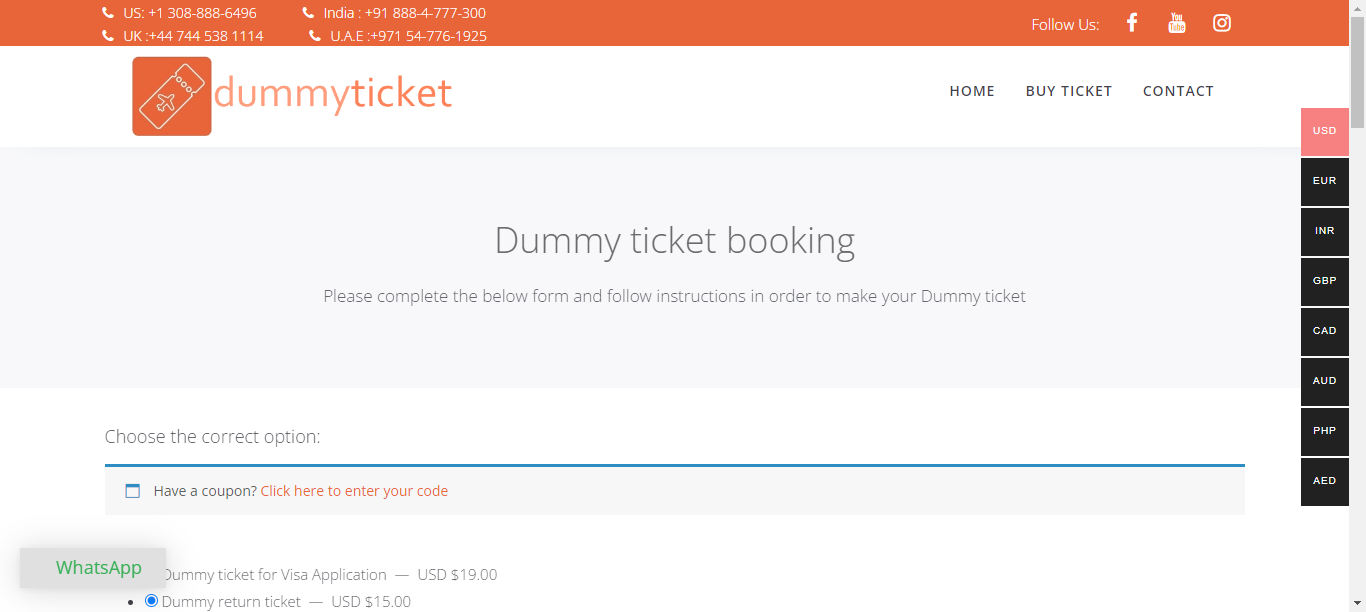 US: +1 308-888-6496 India : +91 888-4-777-300
UK :+44 744 538 1114 U.A.E :+971 54-776-1925
Follow Us:
You
Tube
dummyticket
HOME BUY TICKET CONTACT
USD
EUR
INR
GBP
CAD
AUD
PHP
AED
Dummy ticket booking
Please complete the below form and follow instructions in order to make your Dummy ticket
Choose the correct option:
Have a coupon? Click here to enter your code
WhatsApp
Dummy ticket for Visa Application — USD $19.00
Dummy return ticket — USD $15.00